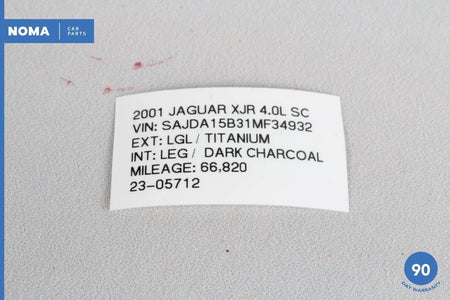 NOMA CAR PARTS
2001 JAGUAR XJR 4.0L SC
VIN: SAJDA15B31MF34932
EXT: LGL / TITANIUM
INT: LEG / DARK CHARCOAL
MILEAGE: 66,820
23-05712
90
DAY WARRANTY